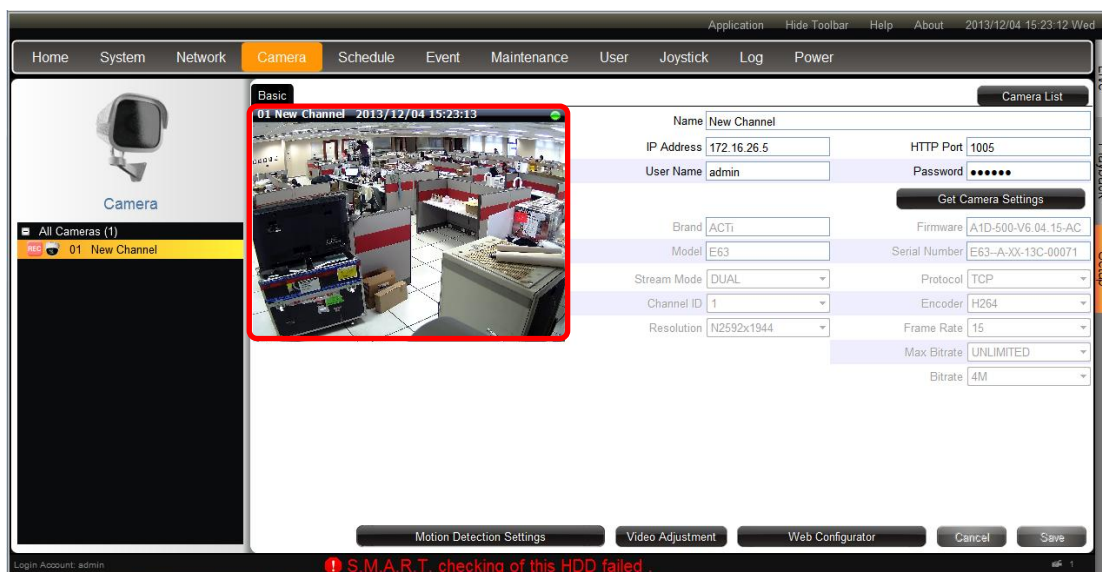 Application Hide Toolbar Help About 2013/12/04 15:23:12 Wed
Home System Network Camera Schedule Event Maintenance User Joystick Log Power
Basic
Camera List
01 New Channel 2013/12/04 15:23:13
Name New Channel
IP Address 172.16.26.5 HTTP Port 1005
User Name admin Password ●●●●●●
Camera
Get Camera Settings
All Cameras (1)
REC 01 New Channel
Brand ACTi Firmware A1D-500-V6.04.15-AC
Model E63 Serial Number E63--A-XX-13C-00071
Stream Mode DUAL Protocol TCP
Channel ID 1 Encoder H264
Resolution N2592x1944 Frame Rate 15
Max Bitrate UNLIMITED
Bitrate 4M
Motion Detection Settings Video Adjustment Web Configurator Cancel Save
Login Account: admin S.M.A.R.T. checking of this HDD failed . 1